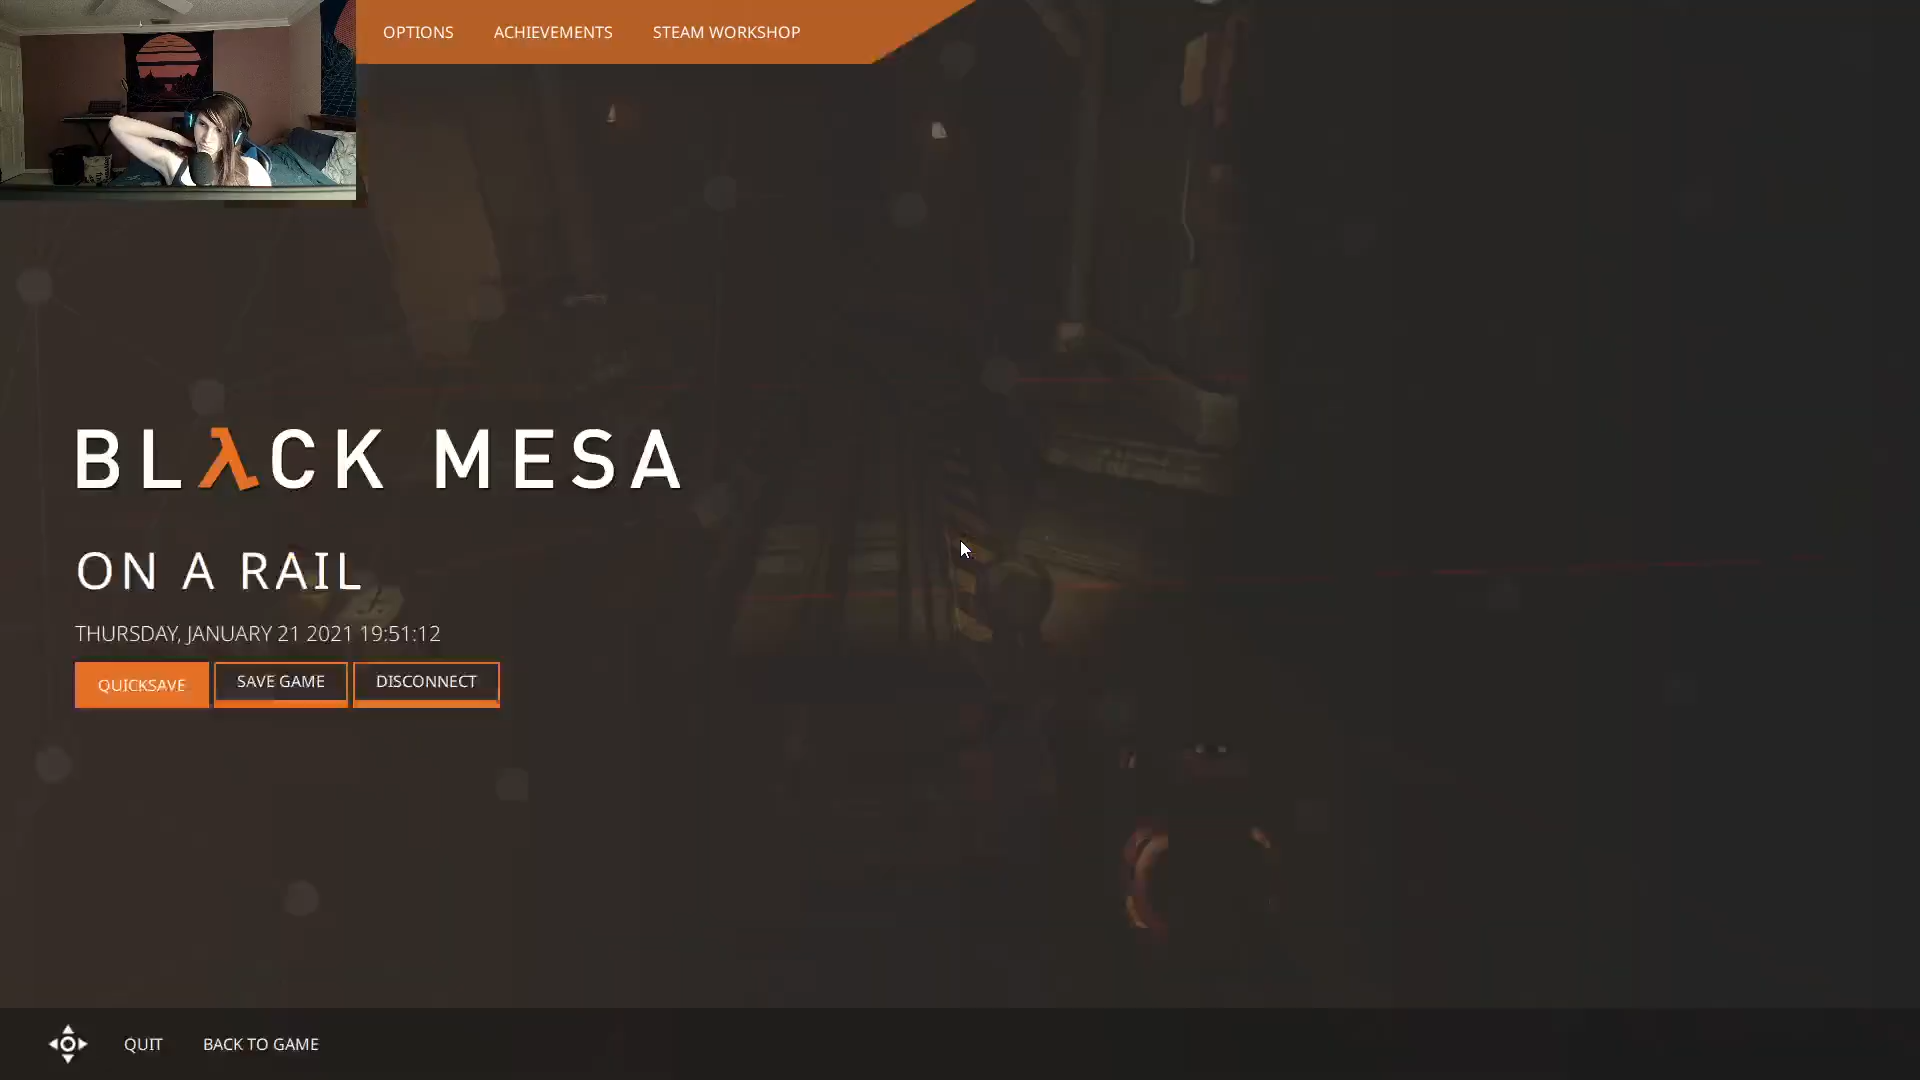 OPTIONS ACHIEVEMENTS STEAM WORKSHOP
BLλCK MESA
ON A RAIL
THURSDAY, JANUARY 21 2021 19:51:12
QUICKSAVE SAVE GAME DISCONNECT
QUIT BACK TO GAME